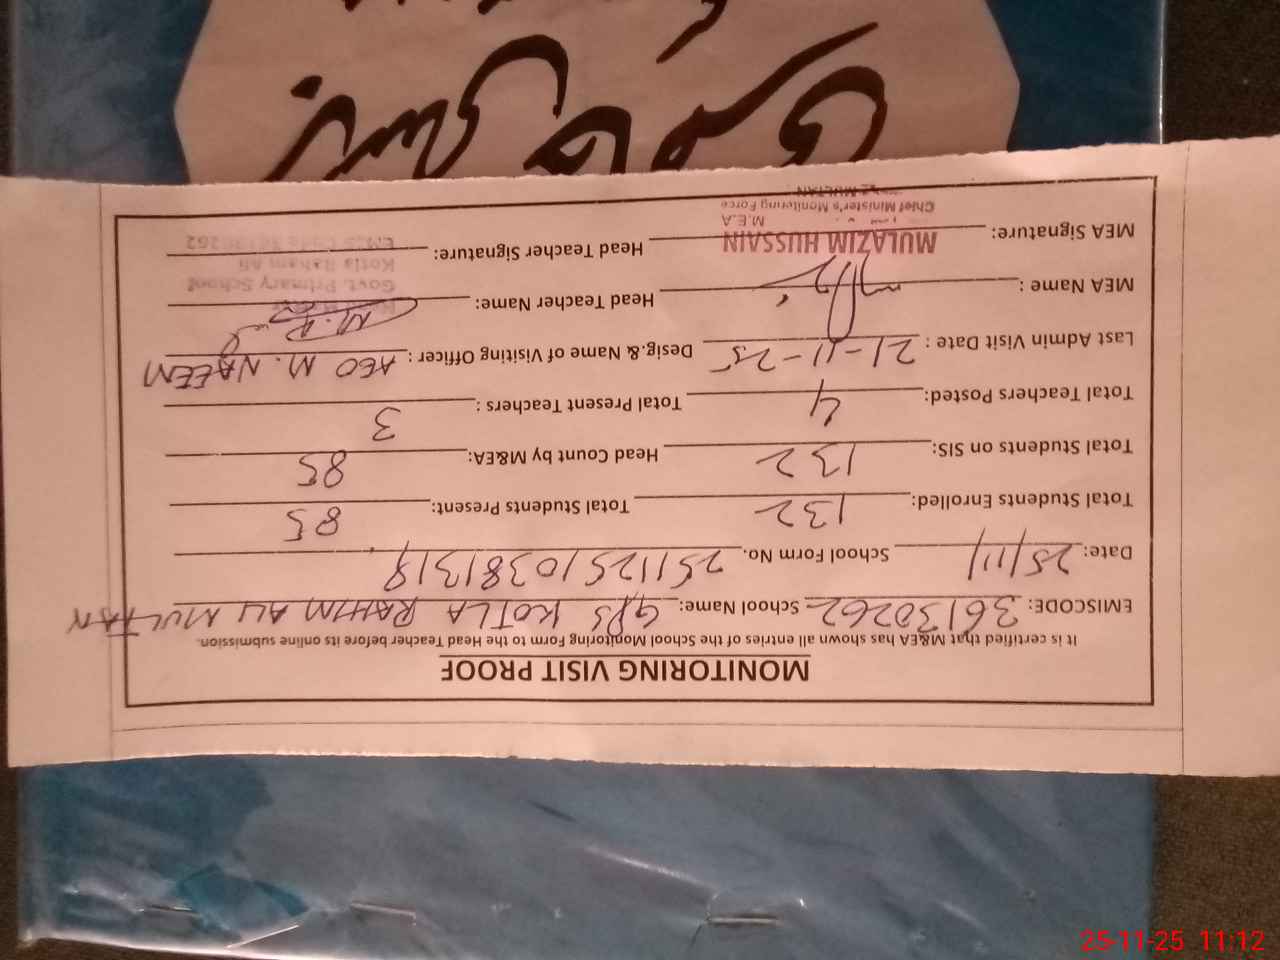 MONITORING VISIT PROOF
It is certified that M&EA has shown all entries of the School Monitoring Form to the Head Teacher before its online submission.
EMISCODE: 36130262 School Name: GPS KOTLA RAHIM ALI MULTAN
Date: 25/11/ School Form No. 25112510381318
Total Students Enrolled: 132 Total Students Present: 85
Total Students on SIS: 132 Head Count by M&EA: 85
Total Teachers Posted: 4 Total Present Teachers : 3
Last Admin Visit Date : 21-11-25 Desig.& Name of Visiting Officer : AEO M. NAEEM
MEA Name : Head Teacher Name:
Govt. Primary School
Kotla Raham Ali
MEA Signature: MULAZIM HUSSAIN Head Teacher Signature: EMIS Code 36130262
M.E.A
Chief Minister's Monitoring Force
MULTAN
25-11-25 11:12